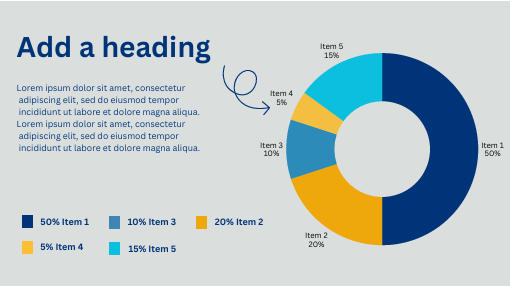 Add a heading
Lorem ipsum dolor sit amet, consectetur
adipiscing elit, sed do eiusmod tempor
incididunt ut labore et dolore magna aliqua.
Lorem ipsum dolor sit amet, consectetur
adipiscing elit, sed do eiusmod tempor
incididunt ut labore et dolore magna aliqua.
50% Item 1
10% Item 3
20% Item 2
5% Item 4
15% Item 5
Item 5
15%
Item 4
5%
Item 3
10%
Item 1
50%
Item 2
20%